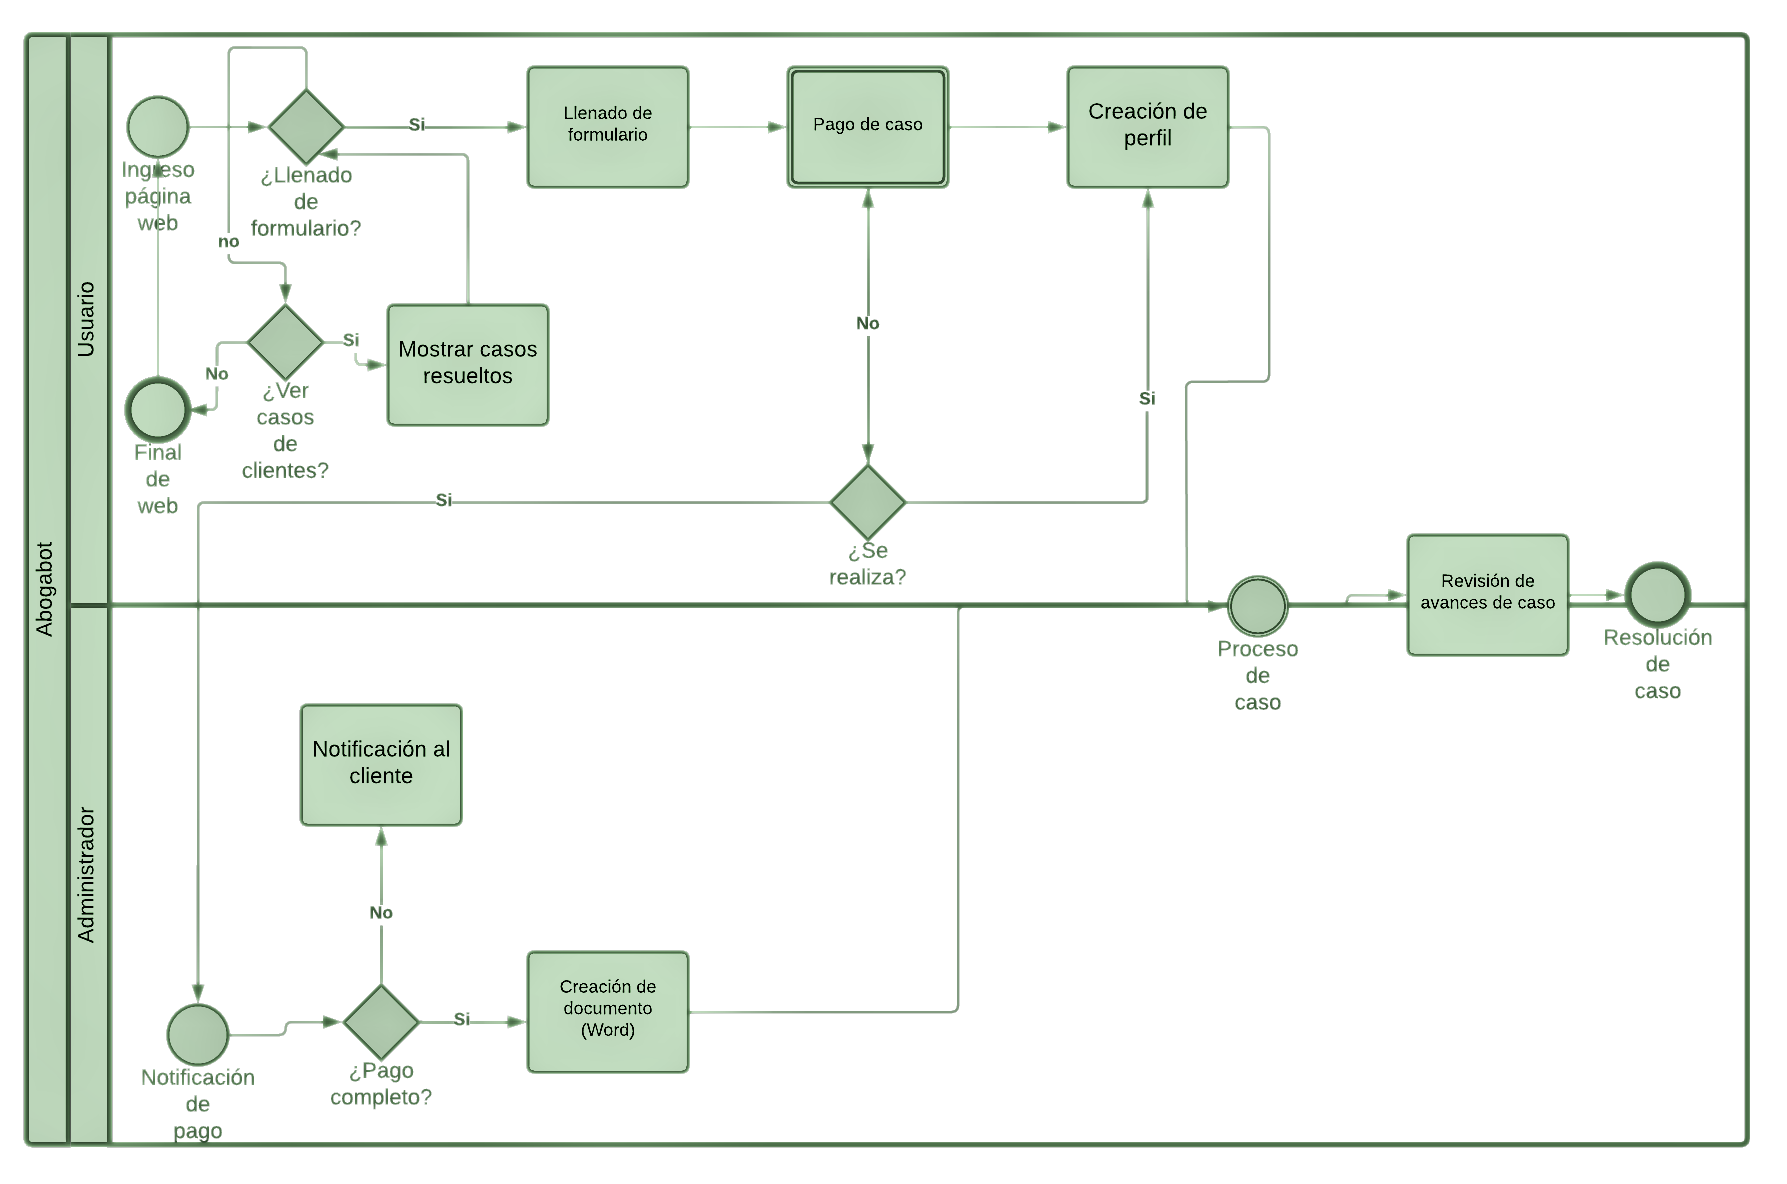 Abogabot
Usuario
Administrador
Ingreso
página
web
¿Llenado
de
formulario?
Si
Llenado de
formulario
Pago de caso
Creación de
perfil
no
No
¿Ver
casos
de
clientes?
Si
Mostrar casos
resueltos
Final
de
web
No
Si
Si
¿Se
realiza?
Proceso
de
caso
Revisión de
avances de caso
Resolución
de
caso
Notificación al
cliente
No
Notificación
de
pago
¿Pago
completo?
Si
Creación de
documento
(Word)